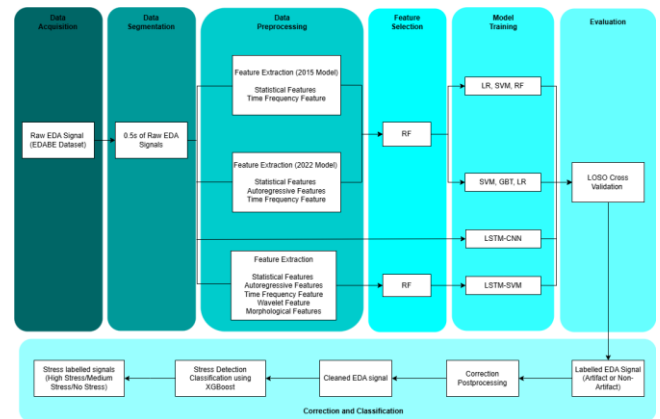 Data
Acquisition
Data
Segmentation
Data
Preprocessing
Feature
Selection
Model
Training
Evaluation
Raw EDA Signal
(EDABE Dataset)
0.5s of Raw EDA
Signals
Feature Extraction (2015 Model)
Statistical Features
Time Frequency Feature
Feature Extraction (2022 Model)
Statistical Features
Autoregressive Features
Time Frequency Feature
Feature Extraction
Statistical Features
Autoregressive Features
Time Frequency Feature
Wavelet Feature
Morphological Features
RF
RF
LR, SVM, RF
SVM, GBT, LR
LSTM-CNN
LSTM-SVM
LOSO Cross
Validation
Stress labelled signals
(High Stress/Medium
Stress/No Stress)
Stress Detection
Classification using
XGBoost
Cleaned EDA signal
Correction
Postprocessing
Labelled EDA Signal
(Artifact or Non-
Artifact)
Correction and Classification